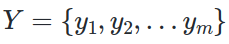 Y = {y₁, y₂, … yₘ}